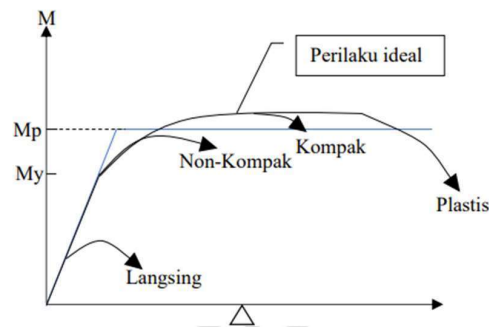 M
Perilaku ideal
Mp
Kompak
Non-Kompak
My
Plastis
Langsing
Δ